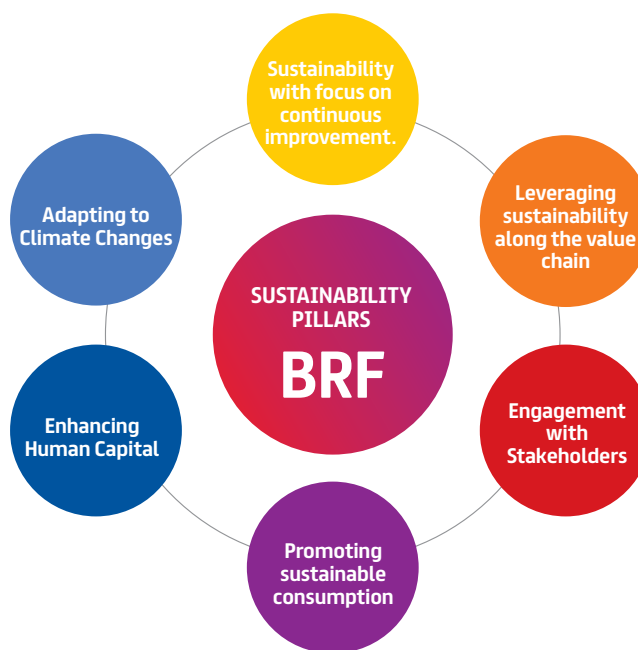 Sustainability
with focus on
continuous
improvement.
Leveraging
sustainability
along the value
chain
Engagement
with
Stakeholders
Promoting
sustainable
consumption
Enhancing
Human Capital
Adapting to
Climate Changes
SUSTAINABILITY
PILLARS
BRF